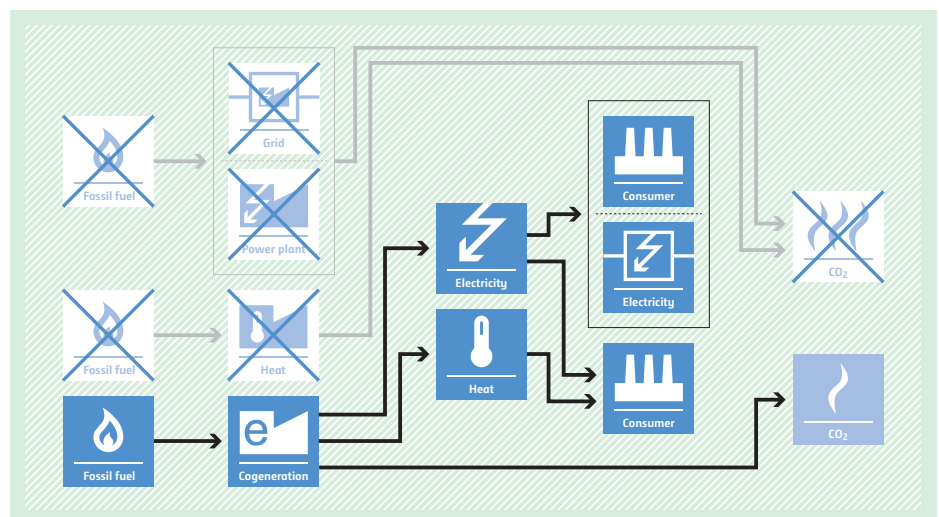 Grid
Fossil fuel
Power plant
Consumer
Electricity
CO₂
Electricity
Fossil fuel
Heat
Heat
Consumer
CO₂
Fossil fuel
e
Cogeneration